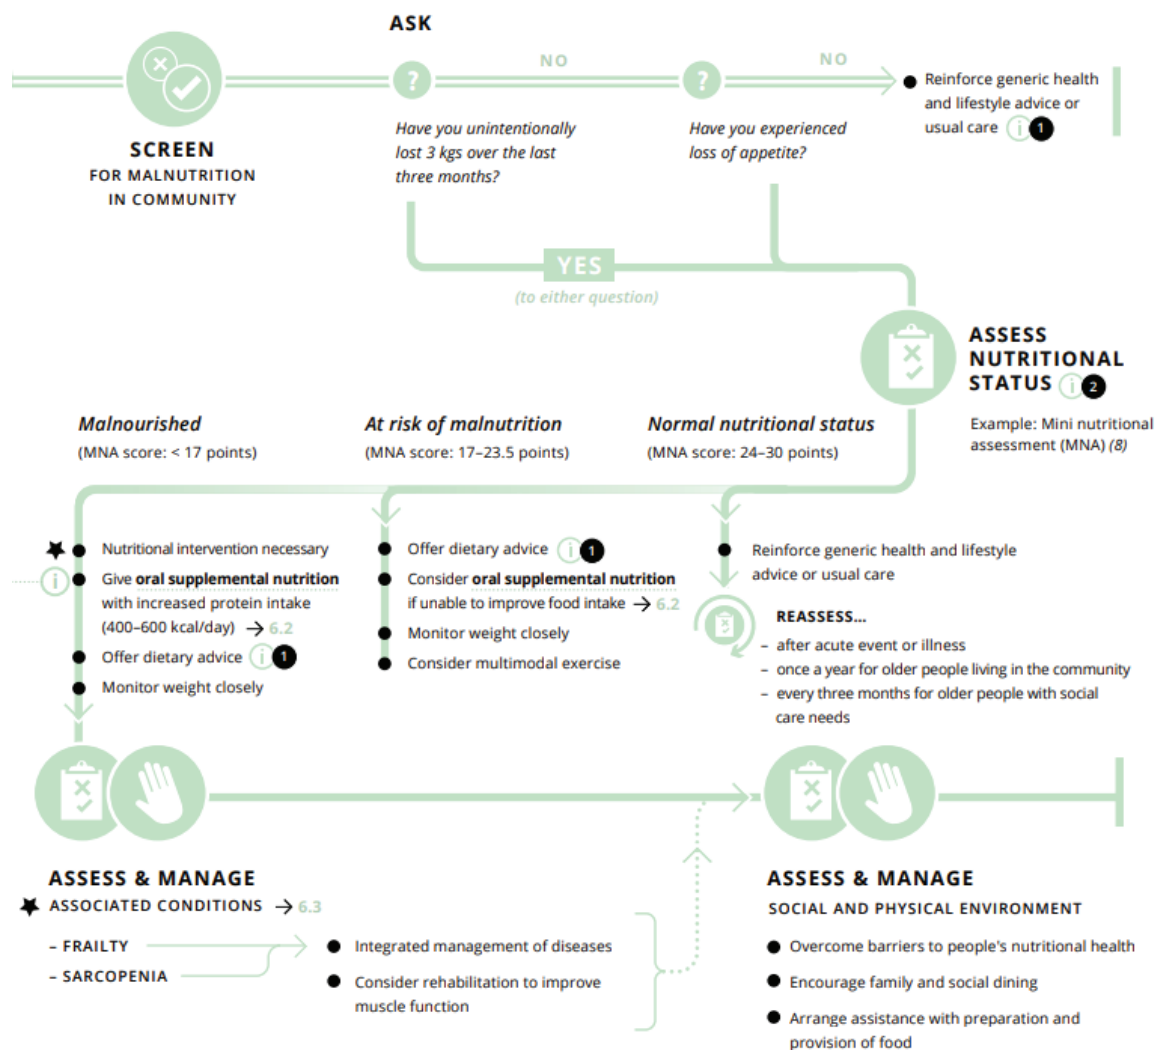 ASK
NO
NO
SCREEN
FOR MALNUTRITION
IN COMMUNITY
?
Have you unintentionally
lost 3 kgs over the last
three months?
?
Have you experienced
loss of appetite?
Reinforce generic health
and lifestyle advice or
usual care i 1
YES
(to either question)
ASSESS
NUTRITIONAL
STATUS i 2
Example: Mini nutritional
assessment (MNA) (8)
Malnourished
(MNA score: < 17 points)
At risk of malnutrition
(MNA score: 17–23.5 points)
Normal nutritional status
(MNA score: 24–30 points)
Nutritional intervention necessary
i Give oral supplemental nutrition
with increased protein intake
(400–600 kcal/day) → 6.2
Offer dietary advice i 1
Monitor weight closely
Offer dietary advice i 1
Consider oral supplemental nutrition
if unable to improve food intake → 6.2
Monitor weight closely
Consider multimodal exercise
Reinforce generic health and lifestyle
advice or usual care
REASSESS...
– after acute event or illness
– once a year for older people living in the community
– every three months for older people with social
care needs
ASSESS & MANAGE
ASSOCIATED CONDITIONS → 6.3
– FRAILTY
– SARCOPENIA
Integrated management of diseases
Consider rehabilitation to improve
muscle function
ASSESS & MANAGE
SOCIAL AND PHYSICAL ENVIRONMENT
Overcome barriers to people's nutritional health
Encourage family and social dining
Arrange assistance with preparation and
provision of food